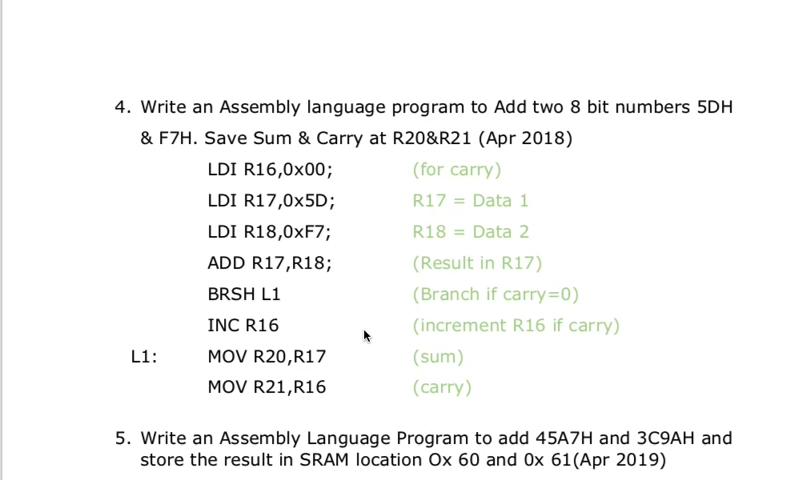 4. Write an Assembly language program to Add two 8 bit numbers 5DH
& F7H. Save Sum & Carry at R20&R21 (Apr 2018)
LDI R16,0x00; (for carry)
LDI R17,0x5D; R17 = Data 1
LDI R18,0xF7; R18 = Data 2
ADD R17,R18; (Result in R17)
BRSH L1 (Branch if carry=0)
INC R16 (increment R16 if carry)
L1: MOV R20,R17 (sum)
MOV R21,R16 (carry)
5. Write an Assembly Language Program to add 45A7H and 3C9AH and
store the result in SRAM location Ox 60 and 0x 61(Apr 2019)